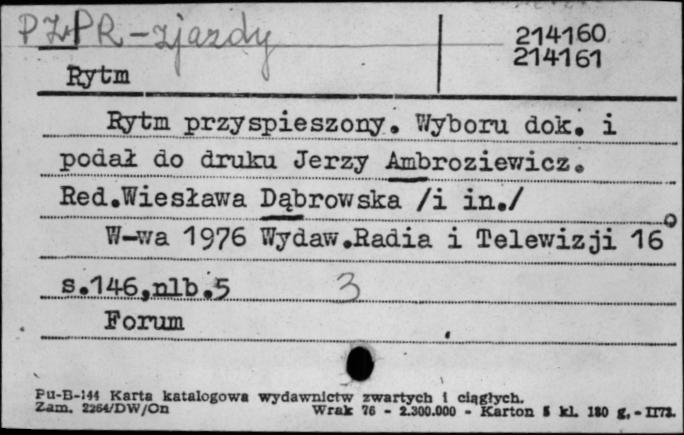 PZPR - zjazdy
214160
214161
Rytm
Rytm przyspieszony. Wyboru dok. i
podał do druku Jerzy Ambroziewicz.
Red.Wiesława Dąbrowska /i in./
W-wa 1976 Wydaw.Radia i Telewizji 16°
s.146,nlb.5 3
Forum
Pu-B-144 Karta katalogowa wydawnictw zwartych i ciągłych.
Zam. 2264/DW/On Wrak 76 - 2.300.000 - Karton 5 kl. 180 g. - II73.